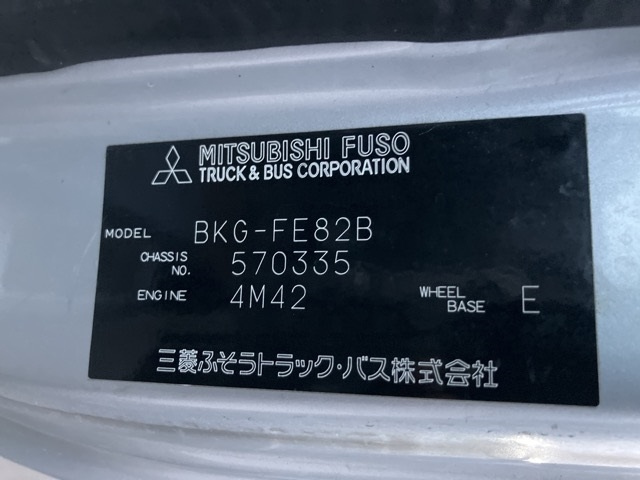 MITSUBISHI FUSO
TRUCK & BUS CORPORATION
MODEL BKG-FE82B
CHASSIS NO. 570335
ENGINE 4M42 WHEEL BASE E
三菱ふそうトラック・バス株式会社